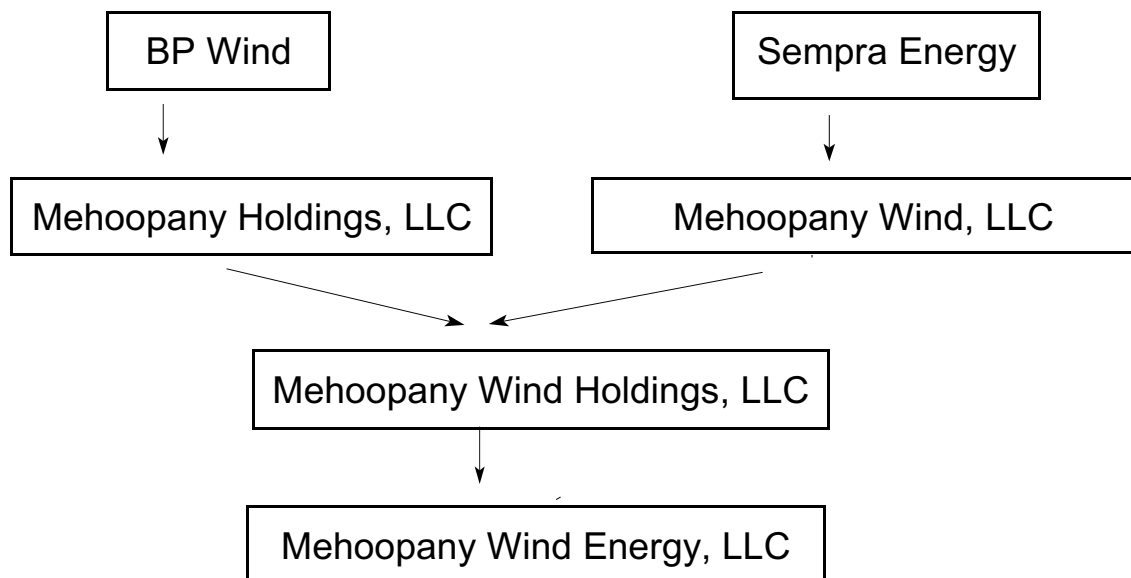 BP Wind
Sempra Energy
Mehoopany Holdings, LLC
Mehoopany Wind, LLC
Mehoopany Wind Holdings, LLC
Mehoopany Wind Energy, LLC